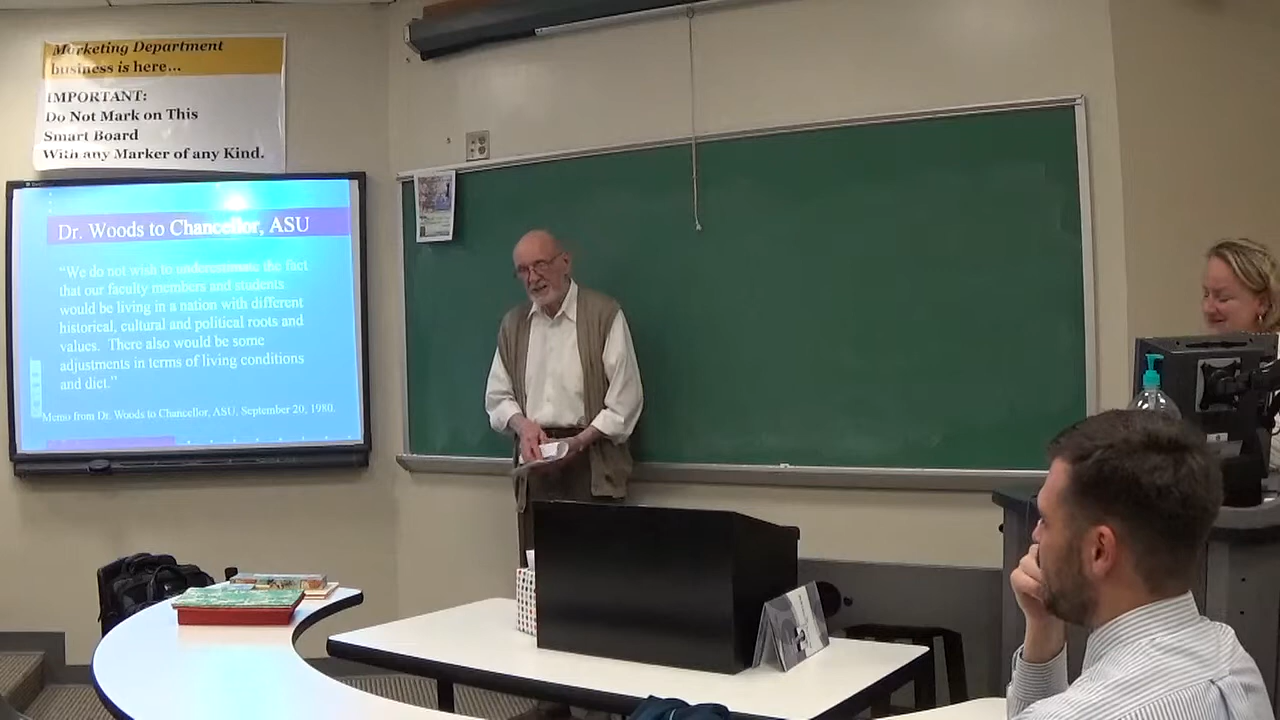 Marketing Department
business is here...
IMPORTANT:
Do Not Mark on This
Smart Board
With any Marker of any Kind.
Dr. Woods to Chancellor, ASU
“We do not wish to underestimate the fact
that our faculty members and students
would be living in a nation with different
historical, cultural and political roots and
values. There also would be some
adjustments in terms of living conditions
and diet.”
Memo from Dr. Woods to Chancellor, ASU, September 20, 1980.